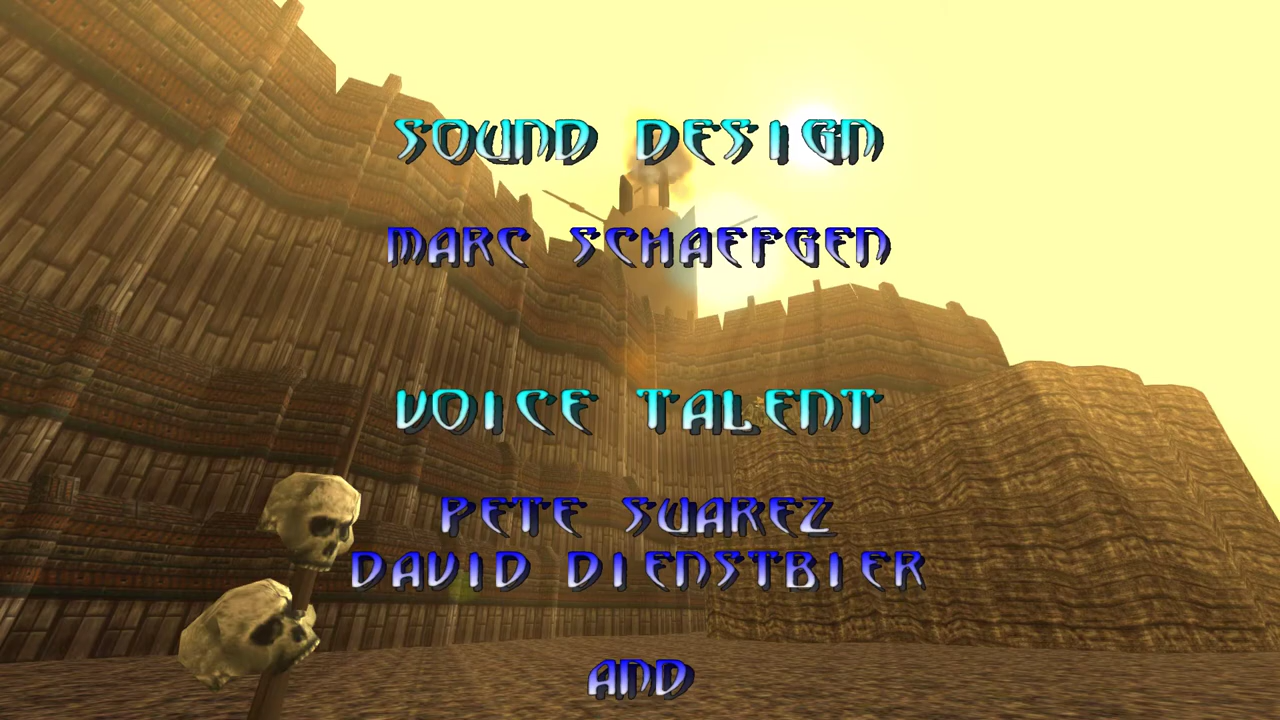 SOUND DESIGN
MARC SCHAEFGEN
VOICE TALENT
PETE SUAREZ
DAVID DIENSTBIER
AND